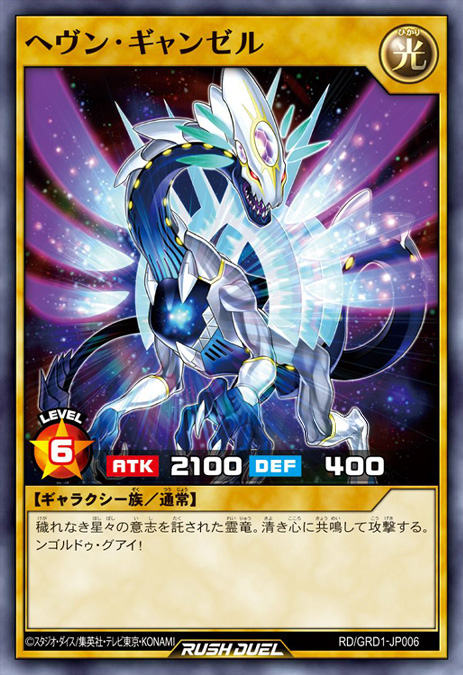 ヘヴン・ギャンゼル
ひかり
光
LEVEL
6
ATK 2100 DEF 400
【ギャラクシー族/通常】
穢れなき星々の意志を託された霊竜。清き心に共鳴して攻撃する。
ンゴルドゥ・グアイ!
©スタジオ・ダイス/集英社・テレビ東京・KONAMI
RUSH DUEL
RD/GRD1-JP006